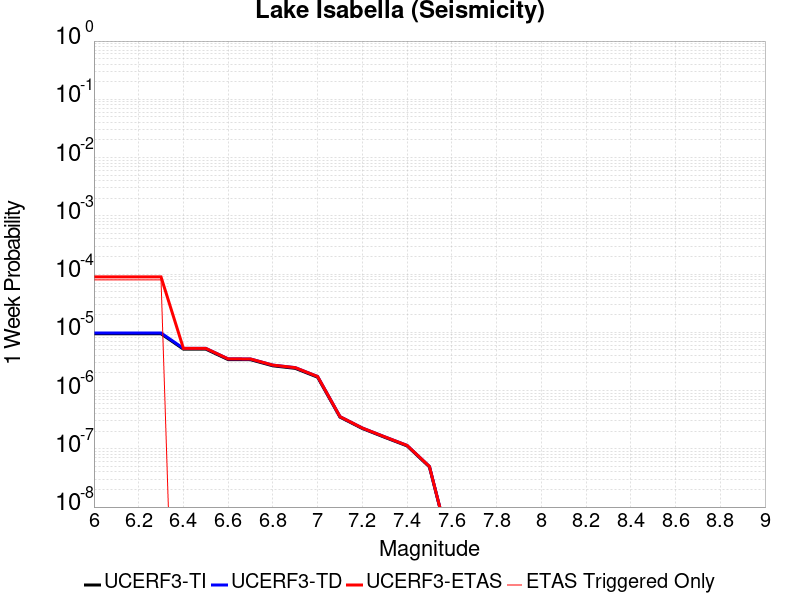 Lake Isabella (Seismicity)
10^0
10^-1
10^-2
10^-3
10^-4
10^-5
10^-6
10^-7
10^-8
1 Week Probability
6 6.2 6.4 6.6 6.8 7 7.2 7.4 7.6 7.8 8 8.2 8.4 8.6 8.8 9
Magnitude
UCERF3-TI UCERF3-TD UCERF3-ETAS ETAS Triggered Only